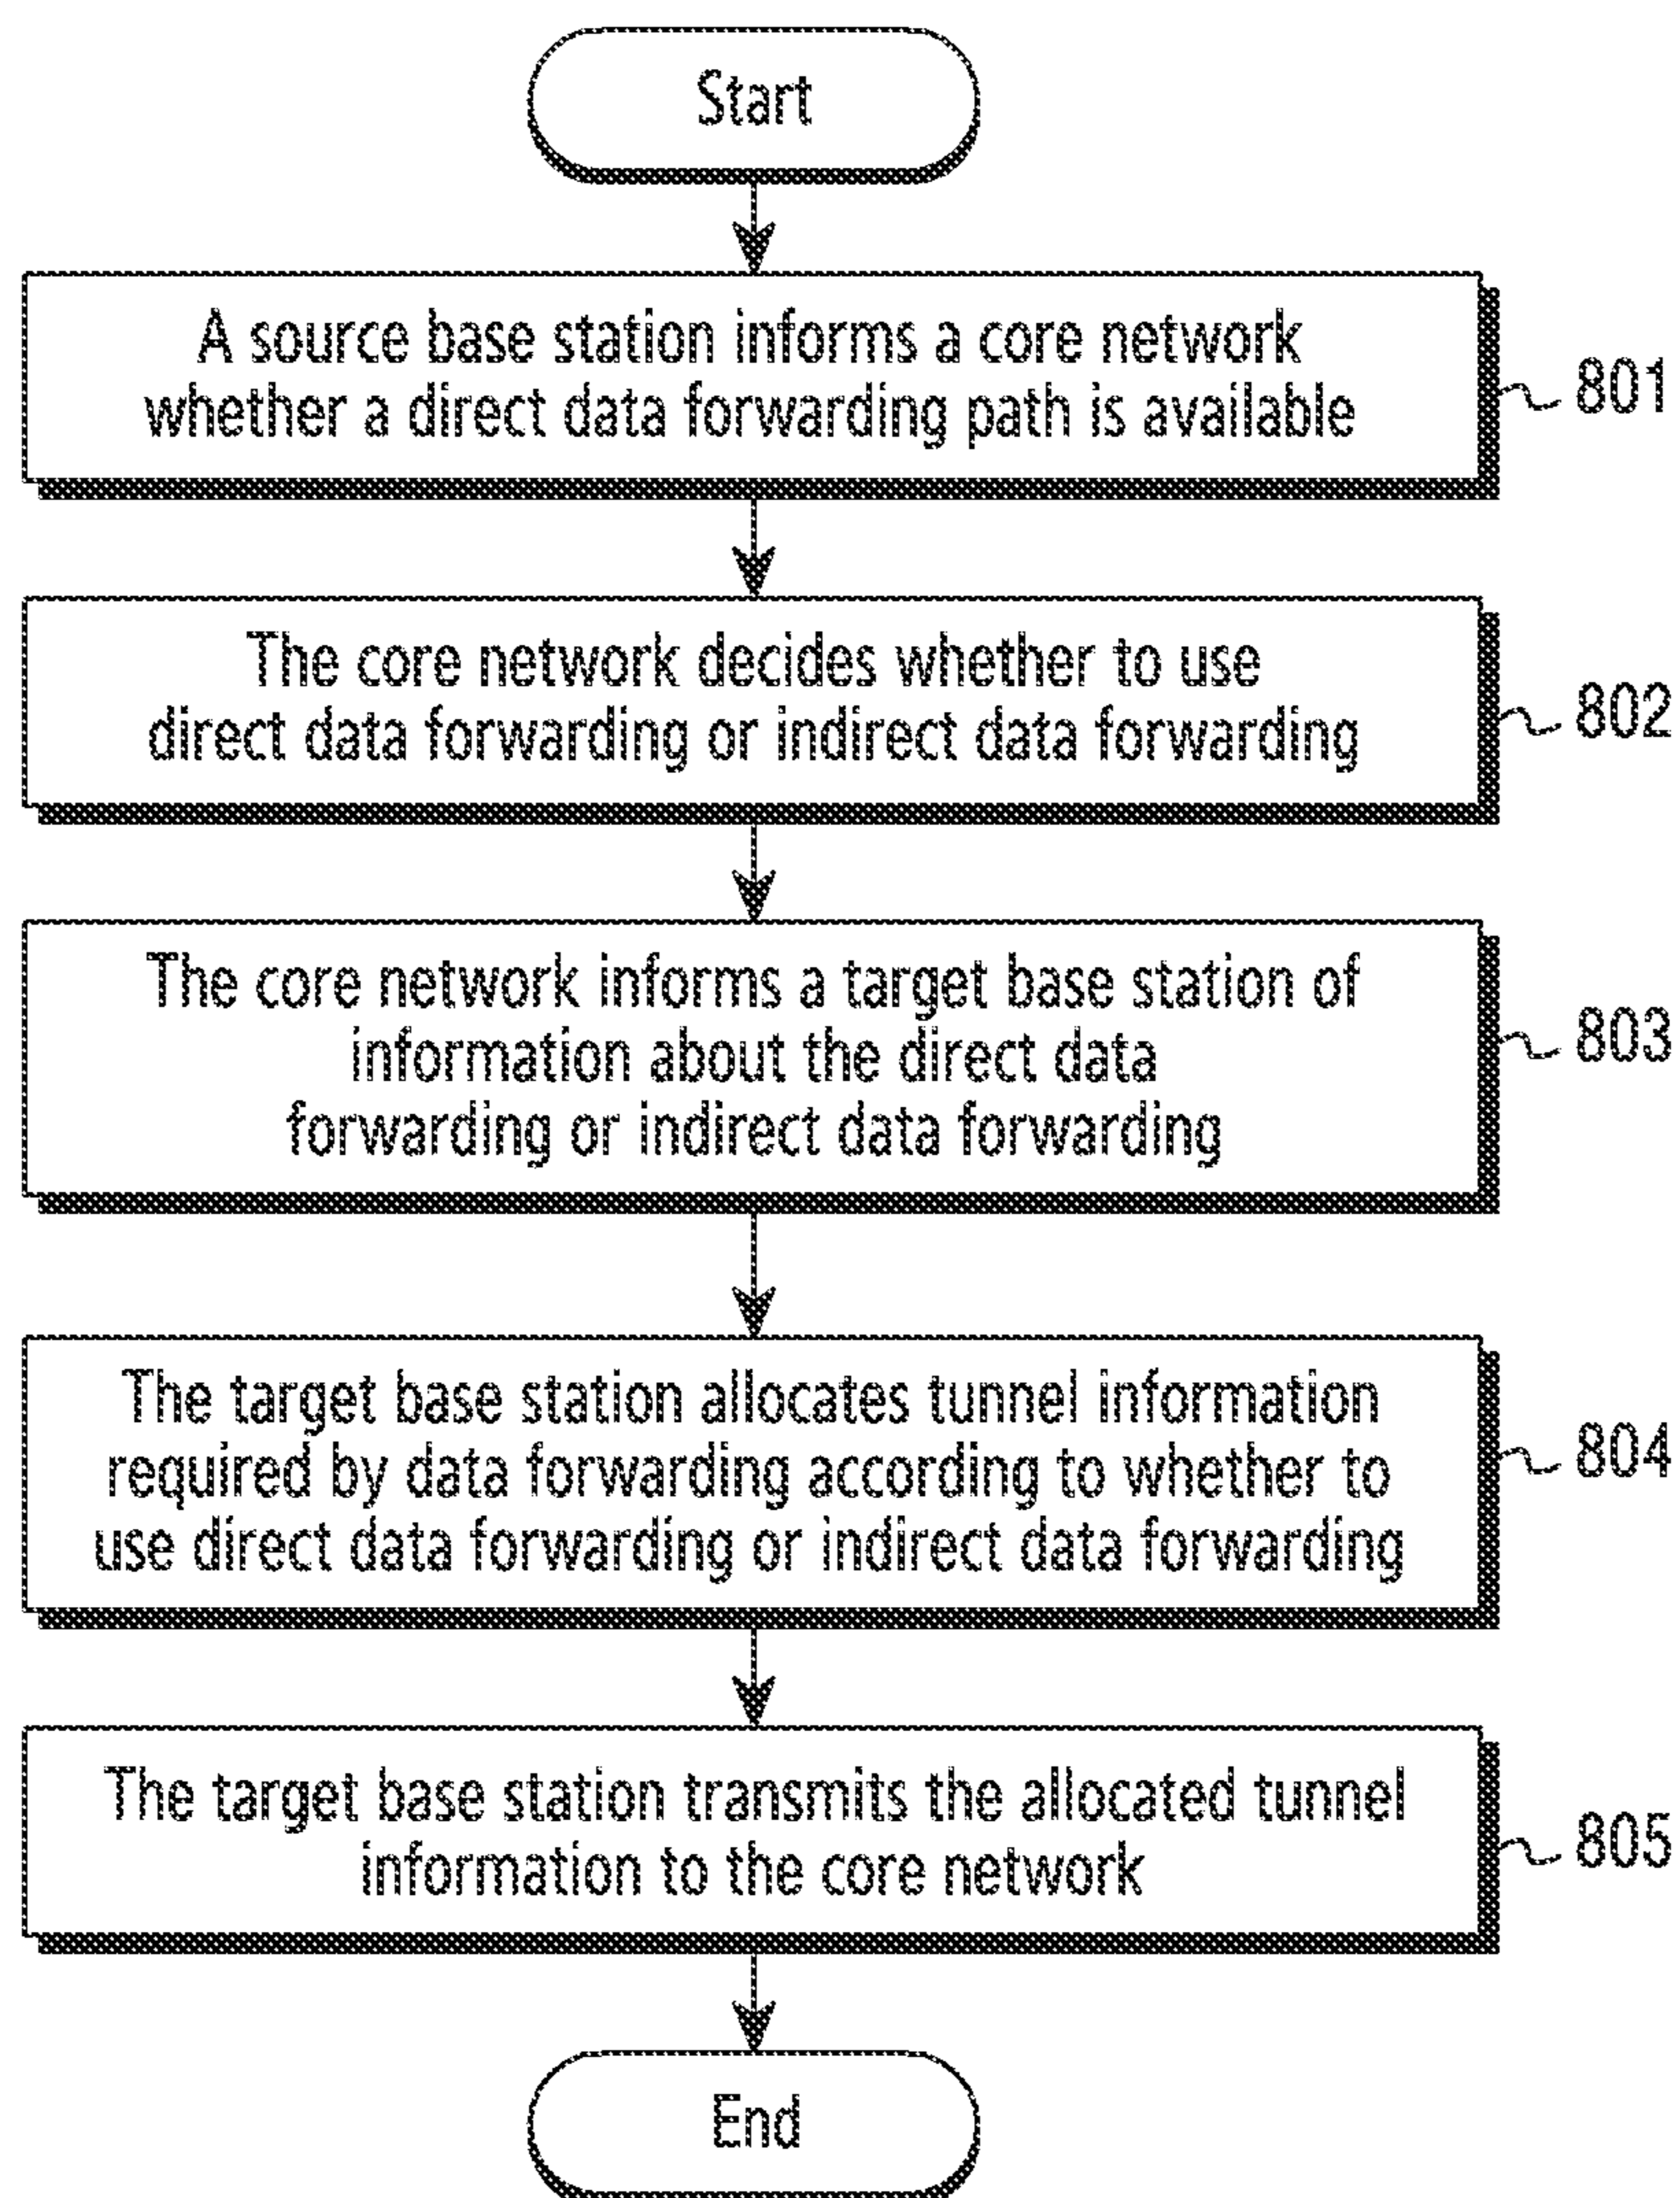 Start
A source base station informs a core network
whether a direct data forwarding path is available
801
The core network decides whether to use
direct data forwarding or indirect data forwarding
802
The core network informs a target base station of
information about the direct data
forwarding or indirect data forwarding
803
The target base station allocates tunnel information
required by data forwarding according to whether to
use direct data forwarding or indirect data forwarding
804
The target base station transmits the allocated tunnel
information to the core network
805
End